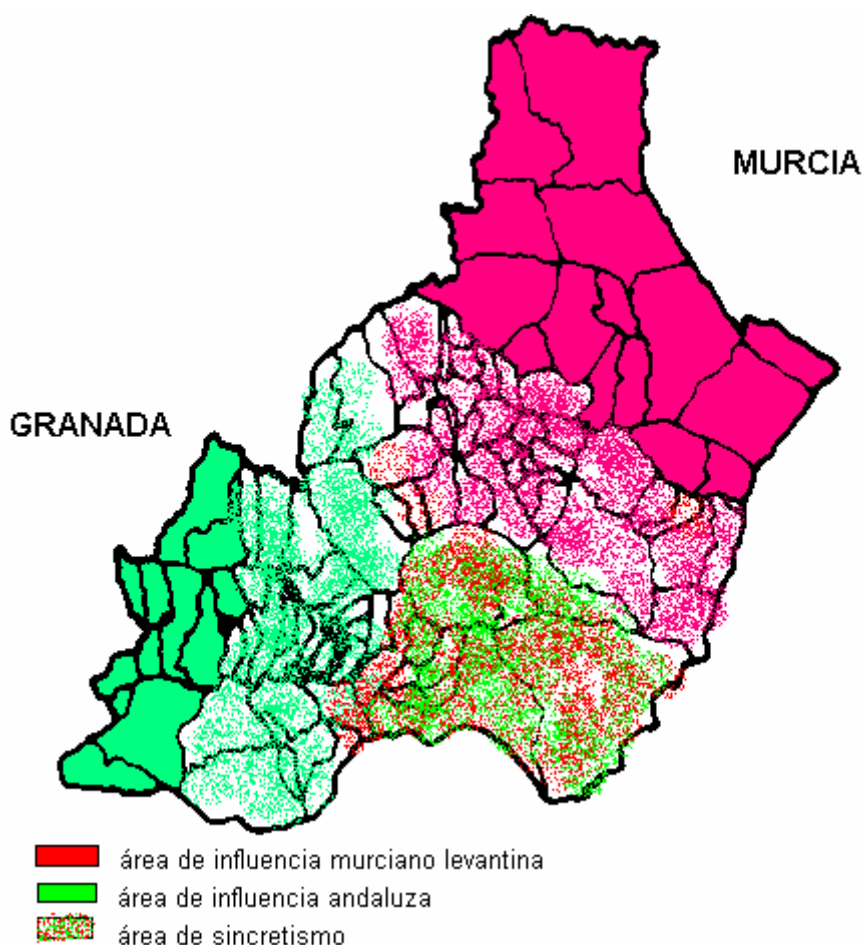 MURCIA
GRANADA
área de influencia murciano levantina
área de influencia andaluza
área de sincretismo